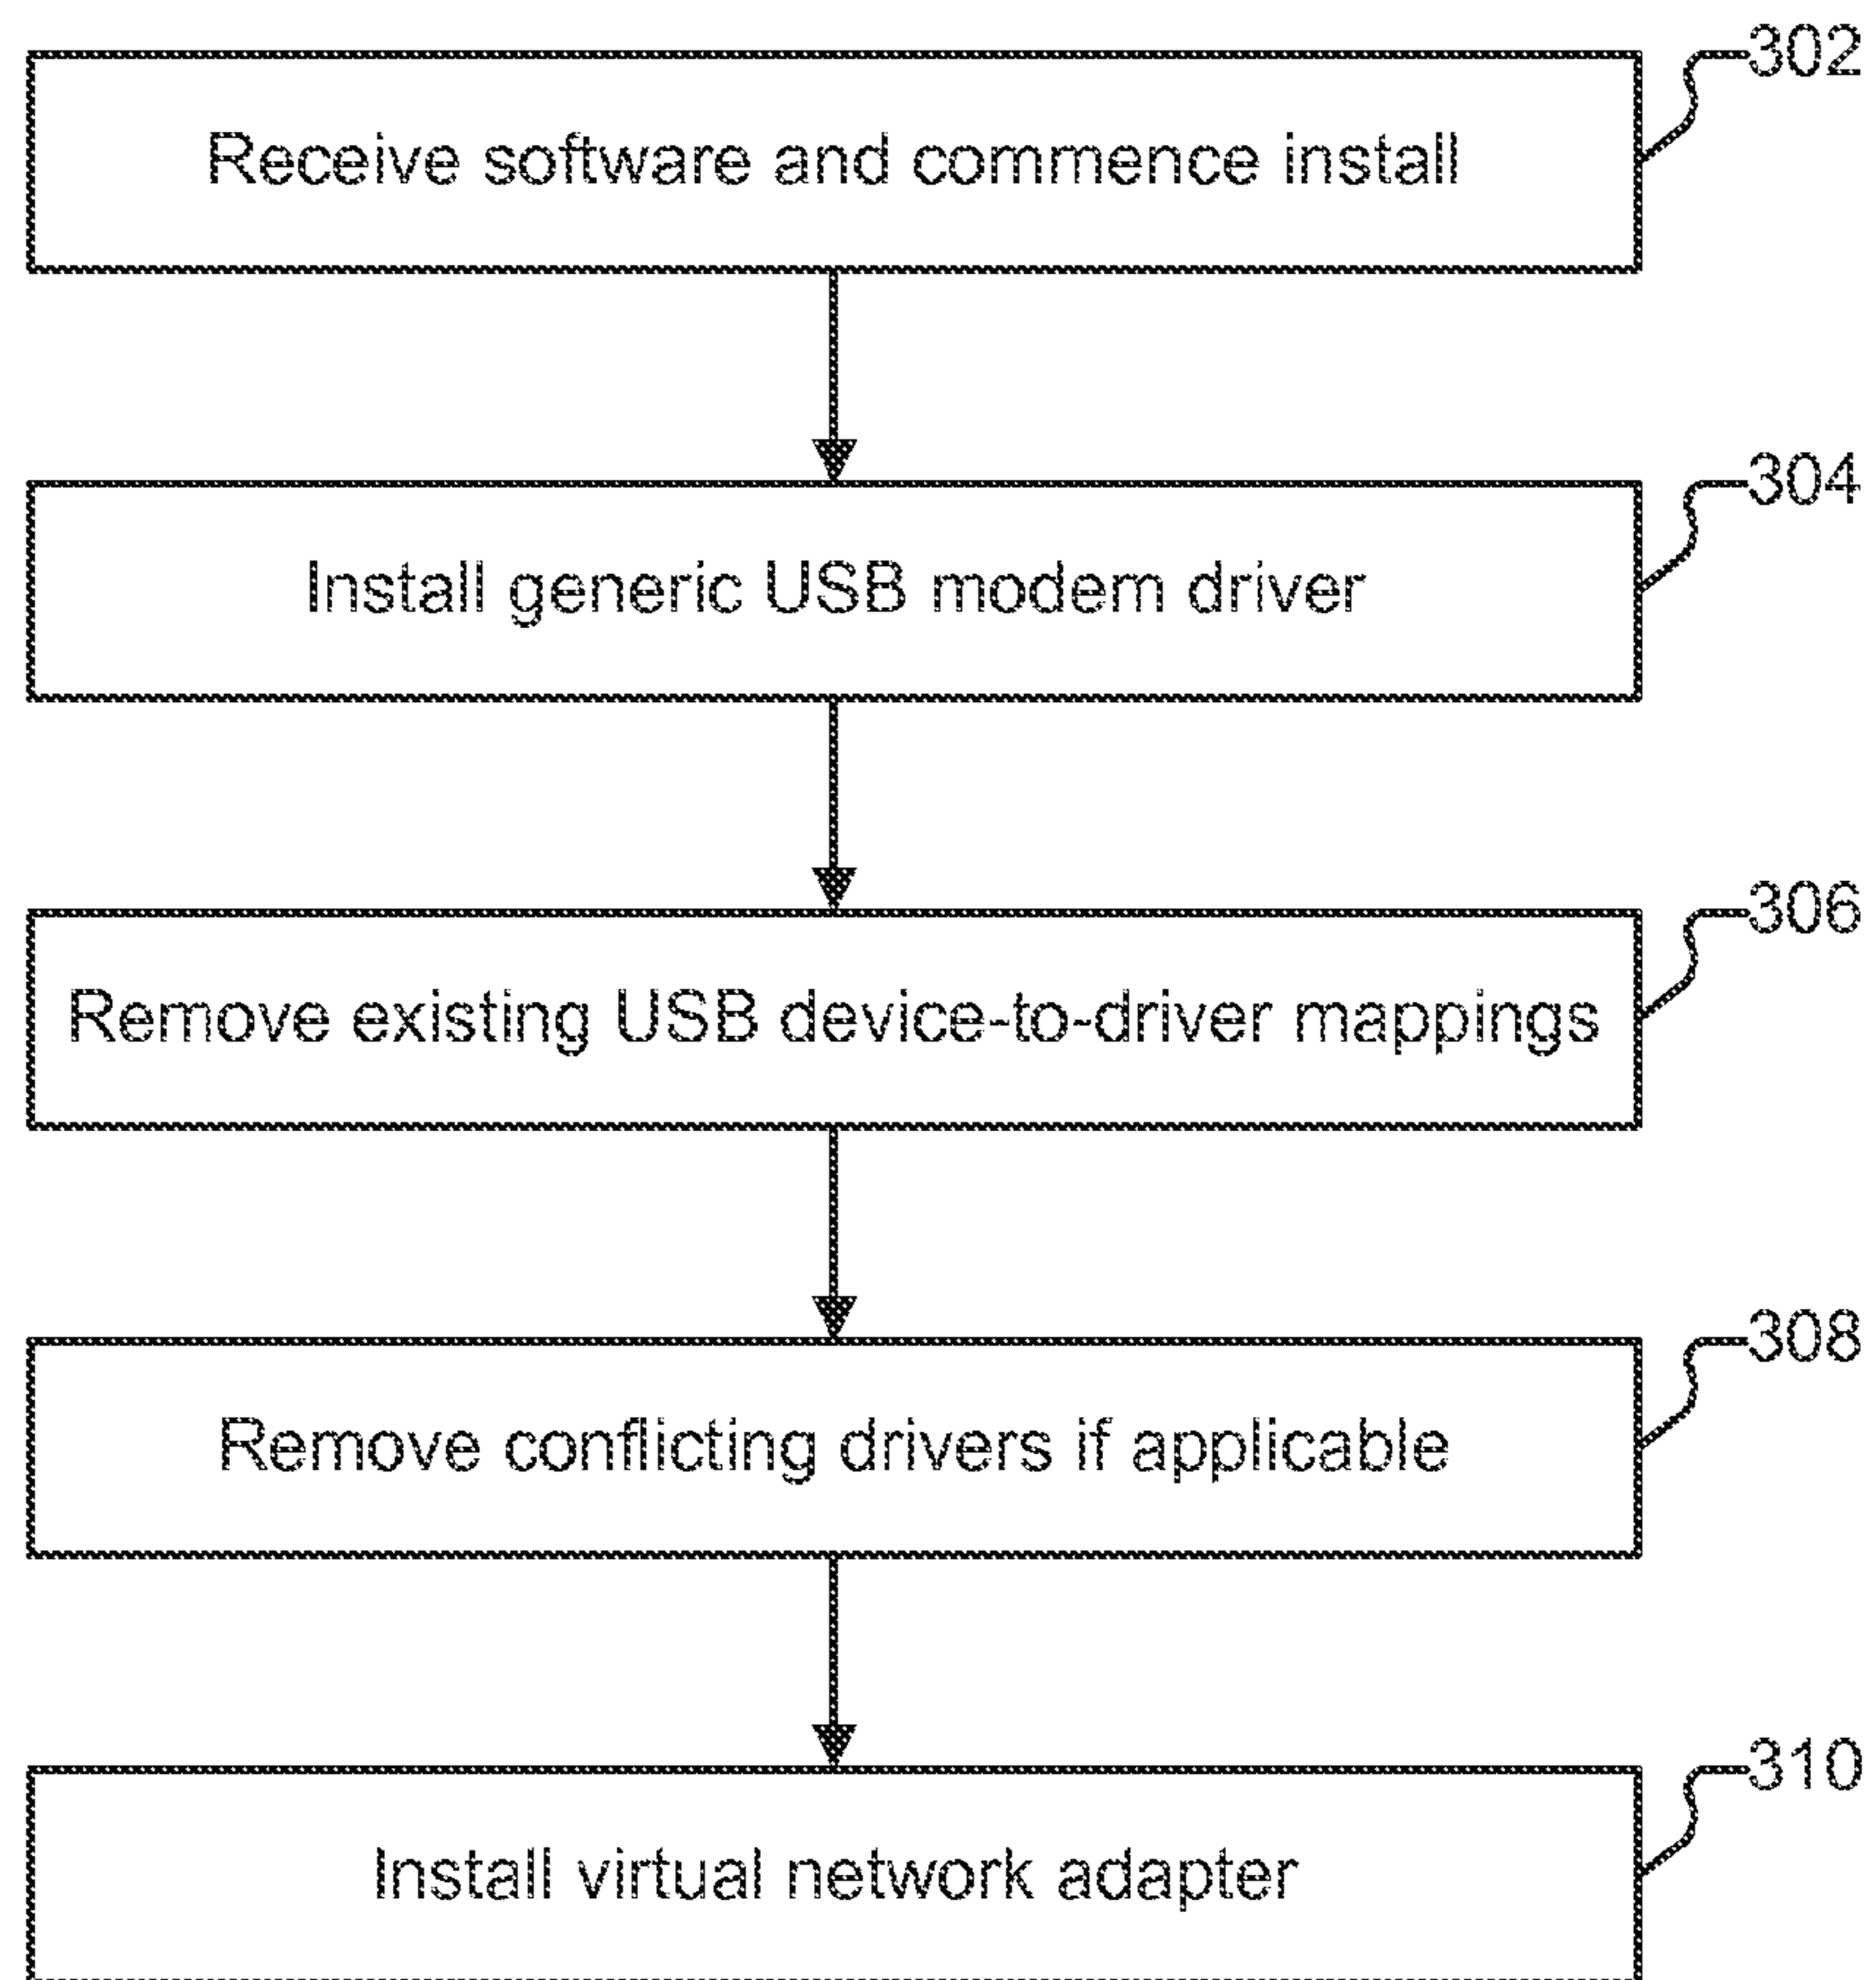 302
Receive software and commence install
304
Install generic USB modem driver
306
Remove existing USB device-to-driver mappings
308
Remove conflicting drivers if applicable
310
Install virtual network adapter